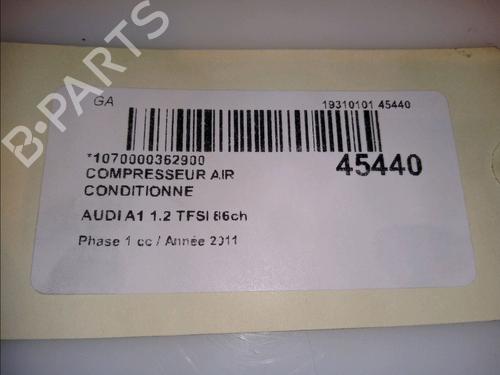 B-PARTS
GA
19310101 45440
*1070000362900
45440
COMPRESSEUR AIR
CONDITIONNE
AUDI A1 1.2 TFSI 86ch
Phase 1 cc / Année 2011